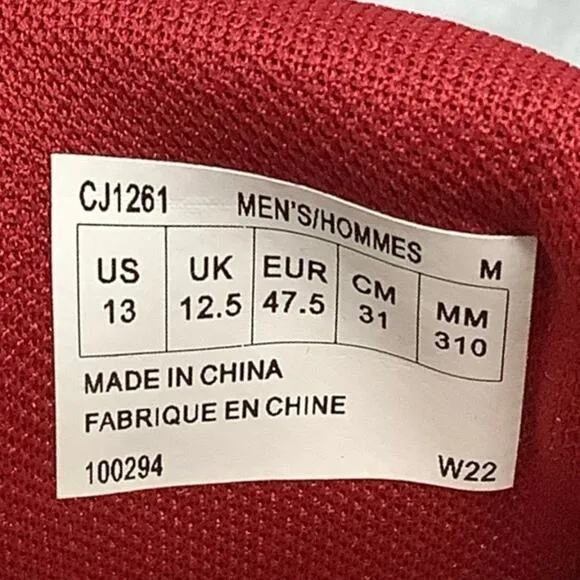 CJ1261 MEN'S/HOMMES M
US UK EUR CM MM
13 12.5 47.5 31 310
MADE IN CHINA
FABRIQUE EN CHINE
100294 W22